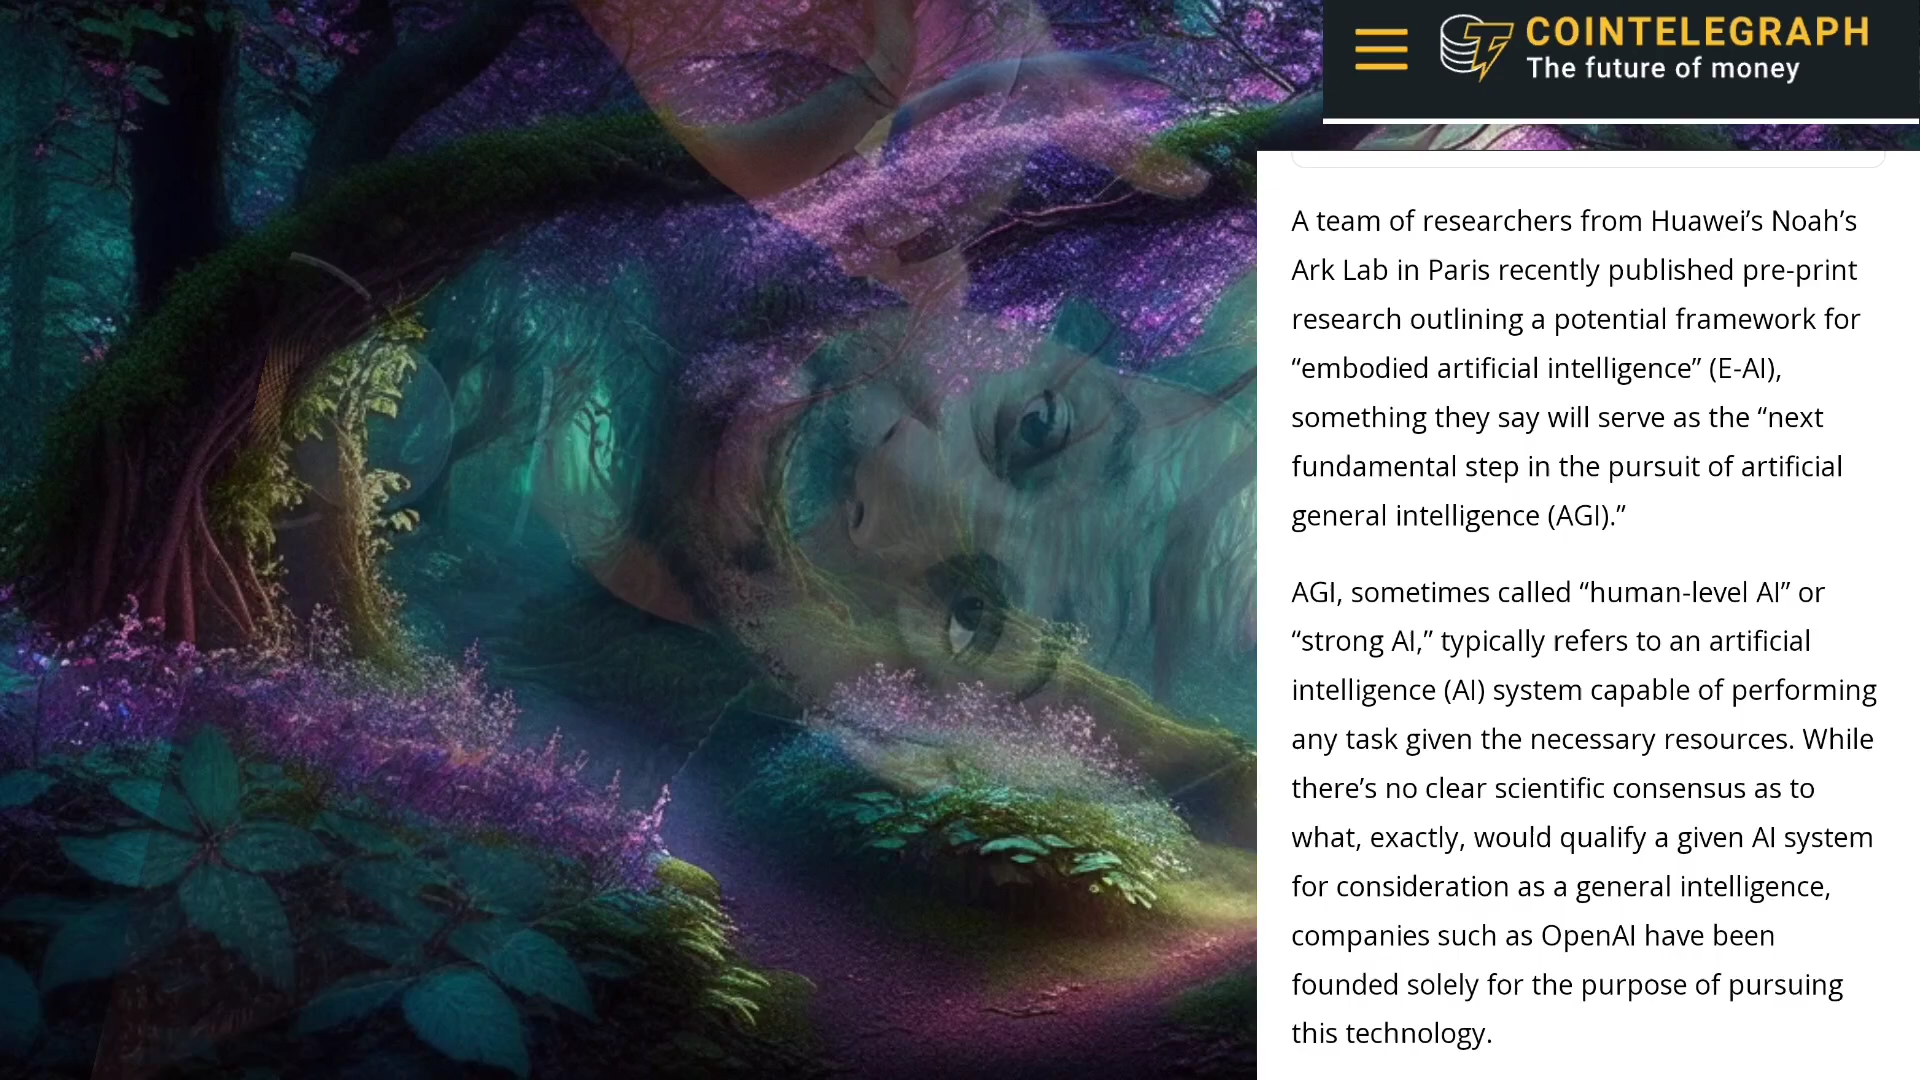 COINTELEGRAPH
The future of money
A team of researchers from Huawei’s Noah’s
Ark Lab in Paris recently published pre-print
research outlining a potential framework for
“embodied artificial intelligence” (E-AI),
something they say will serve as the “next
fundamental step in the pursuit of artificial
general intelligence (AGI).”
AGI, sometimes called “human-level AI” or
“strong AI,” typically refers to an artificial
intelligence (AI) system capable of performing
any task given the necessary resources. While
there’s no clear scientific consensus as to
what, exactly, would qualify a given AI system
for consideration as a general intelligence,
companies such as OpenAI have been
founded solely for the purpose of pursuing
this technology.